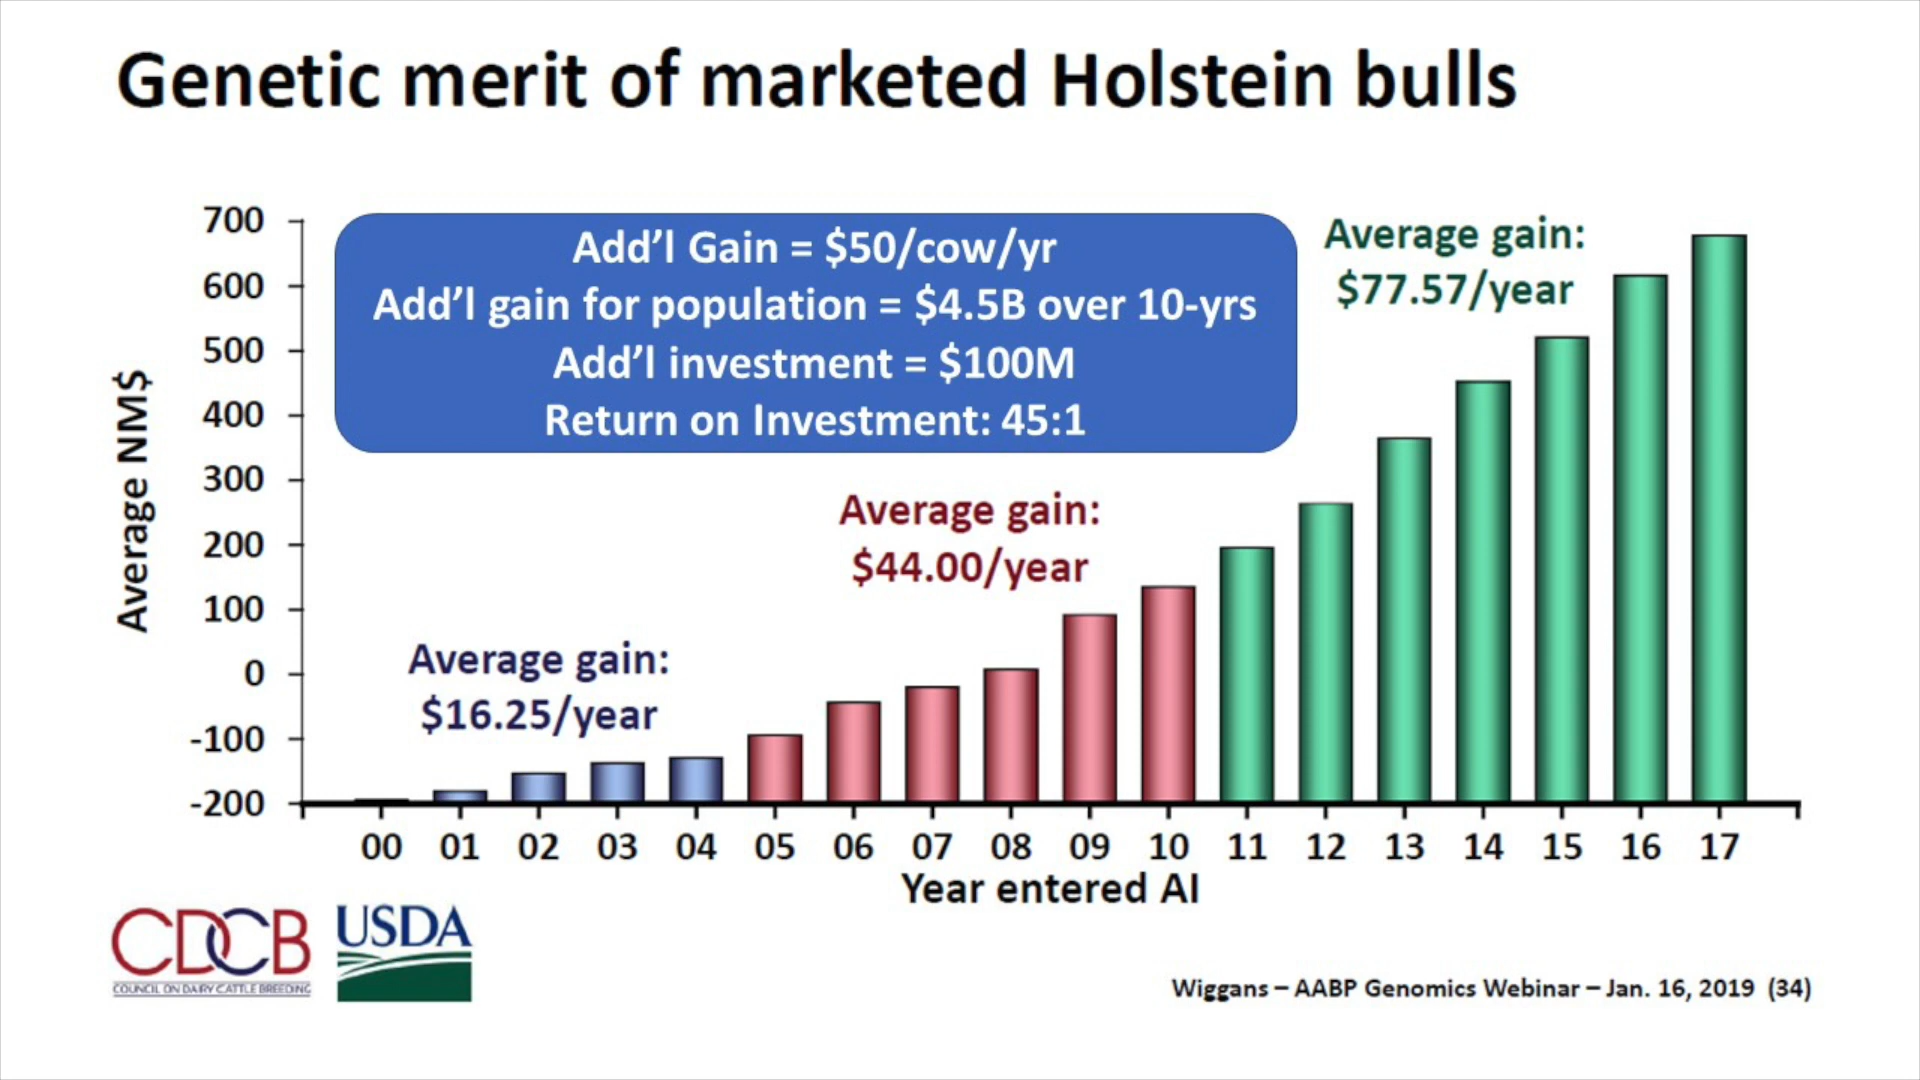 Genetic merit of marketed Holstein bulls
Add'l Gain = $50/cow/yr
Add'l gain for population = $4.5B over 10-yrs
Add'l investment = $100M
Return on Investment: 45:1
Average gain:
$77.57/year
Average gain:
$44.00/year
Average gain:
$16.25/year
Average NM$
700
600
500
400
300
200
100
0
-100
-200
00 01 02 03 04 05 06 07 08 09 10 11 12 13 14 15 16 17
Year entered AI
CDCB
COUNCIL ON DAIRY CATTLE BREEDING
USDA
Wiggans – AABP Genomics Webinar – Jan. 16, 2019 (34)